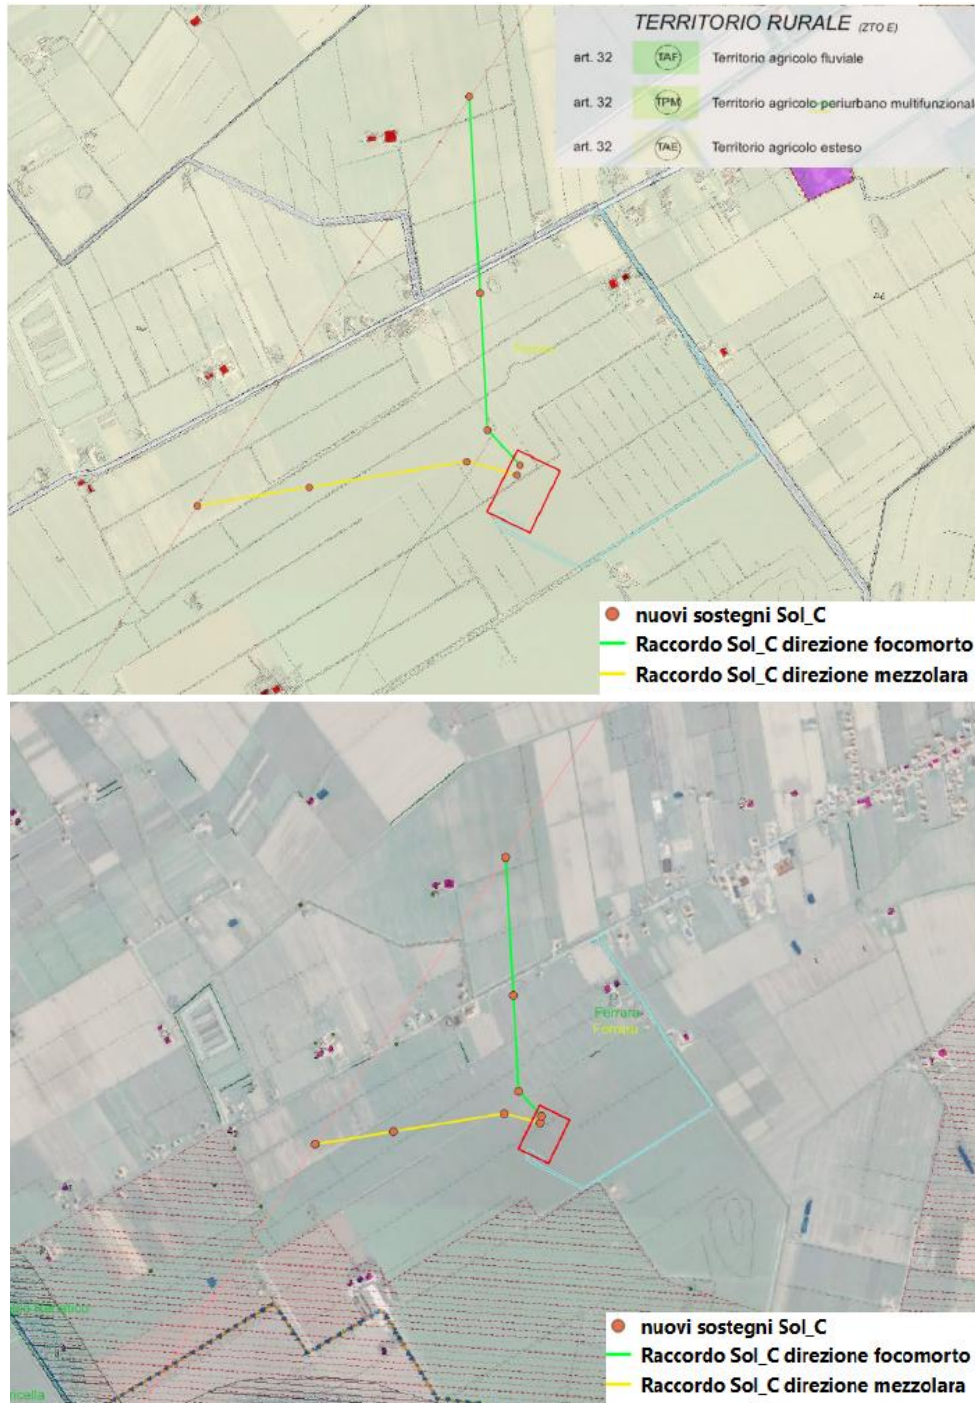 TERRITORIO RURALE (ZTO E)
art. 32 TAF Territorio agricolo fluviale
art. 32 TPM Territorio agricolo periurbano multifunzional
art. 32 TAE Territorio agricolo esteso
nuovi sostegni Sol_C
Raccordo Sol_C direzione focomorto
Raccordo Sol_C direzione mezzolara
Ferrara
Ferrara
nuovi sostegni Sol_C
Raccordo Sol_C direzione focomorto
Raccordo Sol_C direzione mezzolara